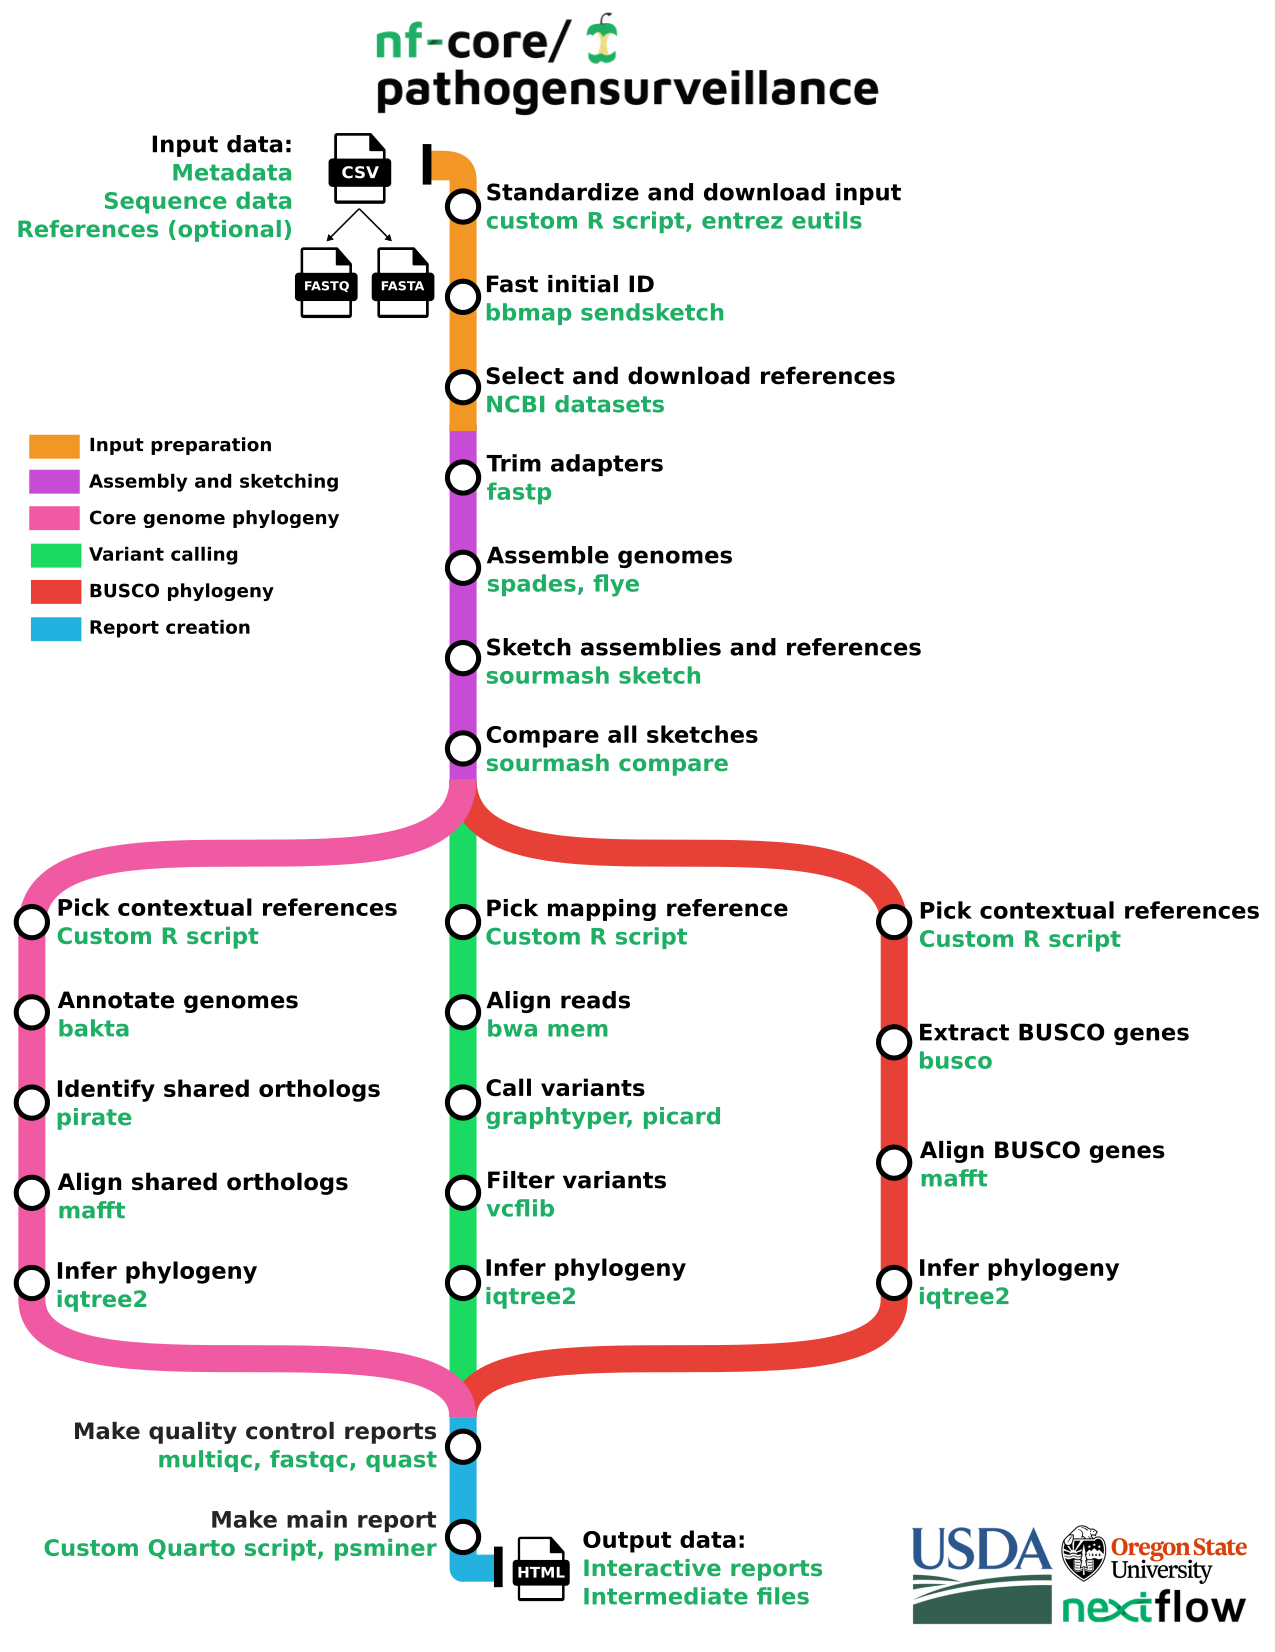 nf-core/
pathogensurveillance
Input data:
Metadata
Sequence data
References (optional)
CSV
FASTQ
FASTA
Standardize and download input
custom R script, entrez eutils
Fast initial ID
bbmap sendsketch
Select and download references
NCBI datasets
Input preparation
Assembly and sketching
Core genome phylogeny
Variant calling
BUSCO phylogeny
Report creation
Trim adapters
fastp
Assemble genomes
spades, flye
Sketch assemblies and references
sourmash sketch
Compare all sketches
sourmash compare
Pick contextual references
Custom R script
Annotate genomes
bakta
Identify shared orthologs
pirate
Align shared orthologs
mafft
Infer phylogeny
iqtree2
Pick mapping reference
Custom R script
Align reads
bwa mem
Call variants
graphtyper, picard
Filter variants
vcflib
Infer phylogeny
iqtree2
Pick contextual references
Custom R script
Extract BUSCO genes
busco
Align BUSCO genes
mafft
Infer phylogeny
iqtree2
Make quality control reports
multiqc, fastqc, quast
Make main report
Custom Quarto script, psminer
HTML
Output data:
Interactive reports
Intermediate files
USDA
Oregon State
University
nextflow